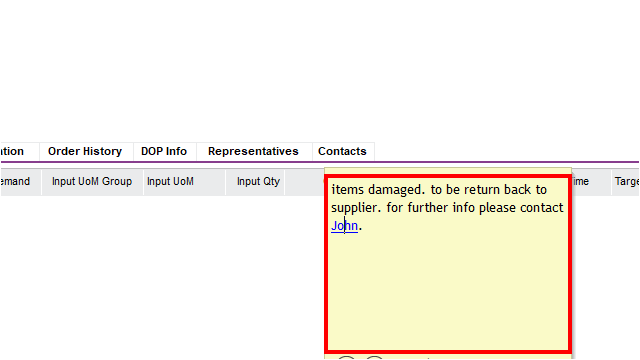 ation Order History DOP Info Representatives Contacts
emand Input UoM Group Input UoM Input Qty ime Targe
items damaged. to be return back to
supplier. for further info please contact
John.